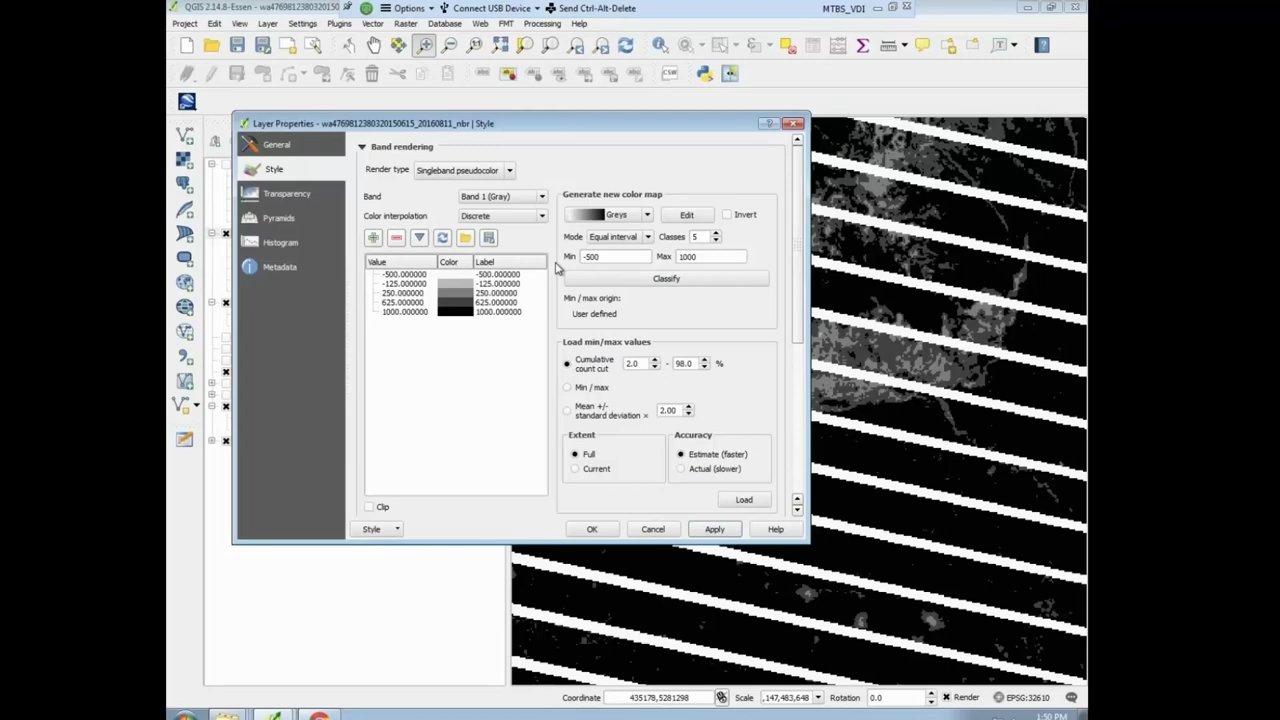 QGIS 2.14.8-Essen - wa4769812380320150
Options
Connect USB Device
Send Ctrl-Alt-Delete
MTBS_VDI
Project Edit View Layer Settings Plugins Vector Raster Database Web FMT Processing Help
CSW
Layer Properties - wa4769812380320150615_20160811_nbr | Style
General
Style
Transparency
Pyramids
Histogram
Metadata
Band rendering
Render type Singleband pseudocolor
Band Band 1 (Gray)
Color interpolation Discrete
Value Color Label
-500.000000 -500.000000
-125.000000 -125.000000
250.000000 250.000000
625.000000 625.000000
1000.000000 1000.000000
Clip
Generate new color map
Greys Edit Invert
Mode Equal interval Classes 5
Min -500 Max 1000
Classify
Min / max origin:
User defined
Load min/max values
Cumulative
count cut 2.0 - 98.0 %
Min / max
Mean +/-
standard deviation × 2.00
Extent
Full
Current
Accuracy
Estimate (faster)
Actual (slower)
Load
Style OK Cancel Apply Help
Coordinate 435178,5281298 Scale ,147,483,648 Rotation 0.0 Render EPSG:32610
1:50 PM